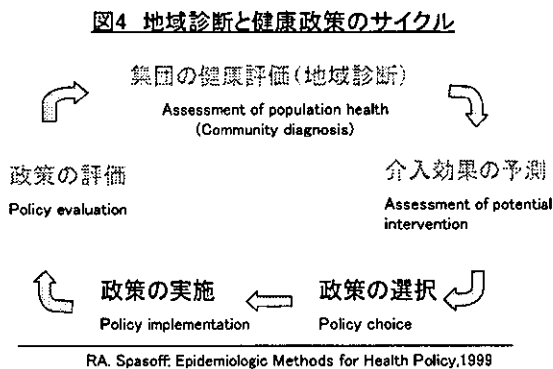 図4 地域診断と健康政策のサイクル
集団の健康評価(地域診断)
Assessment of population health
(Community diagnosis)
介入効果の予測
Assessment of potential
intervention
政策の選択
Policy choice
政策の実施
Policy implementation
政策の評価
Policy evaluation
RA. Spasoff: Epidemiologic Methods for Health Policy,1999